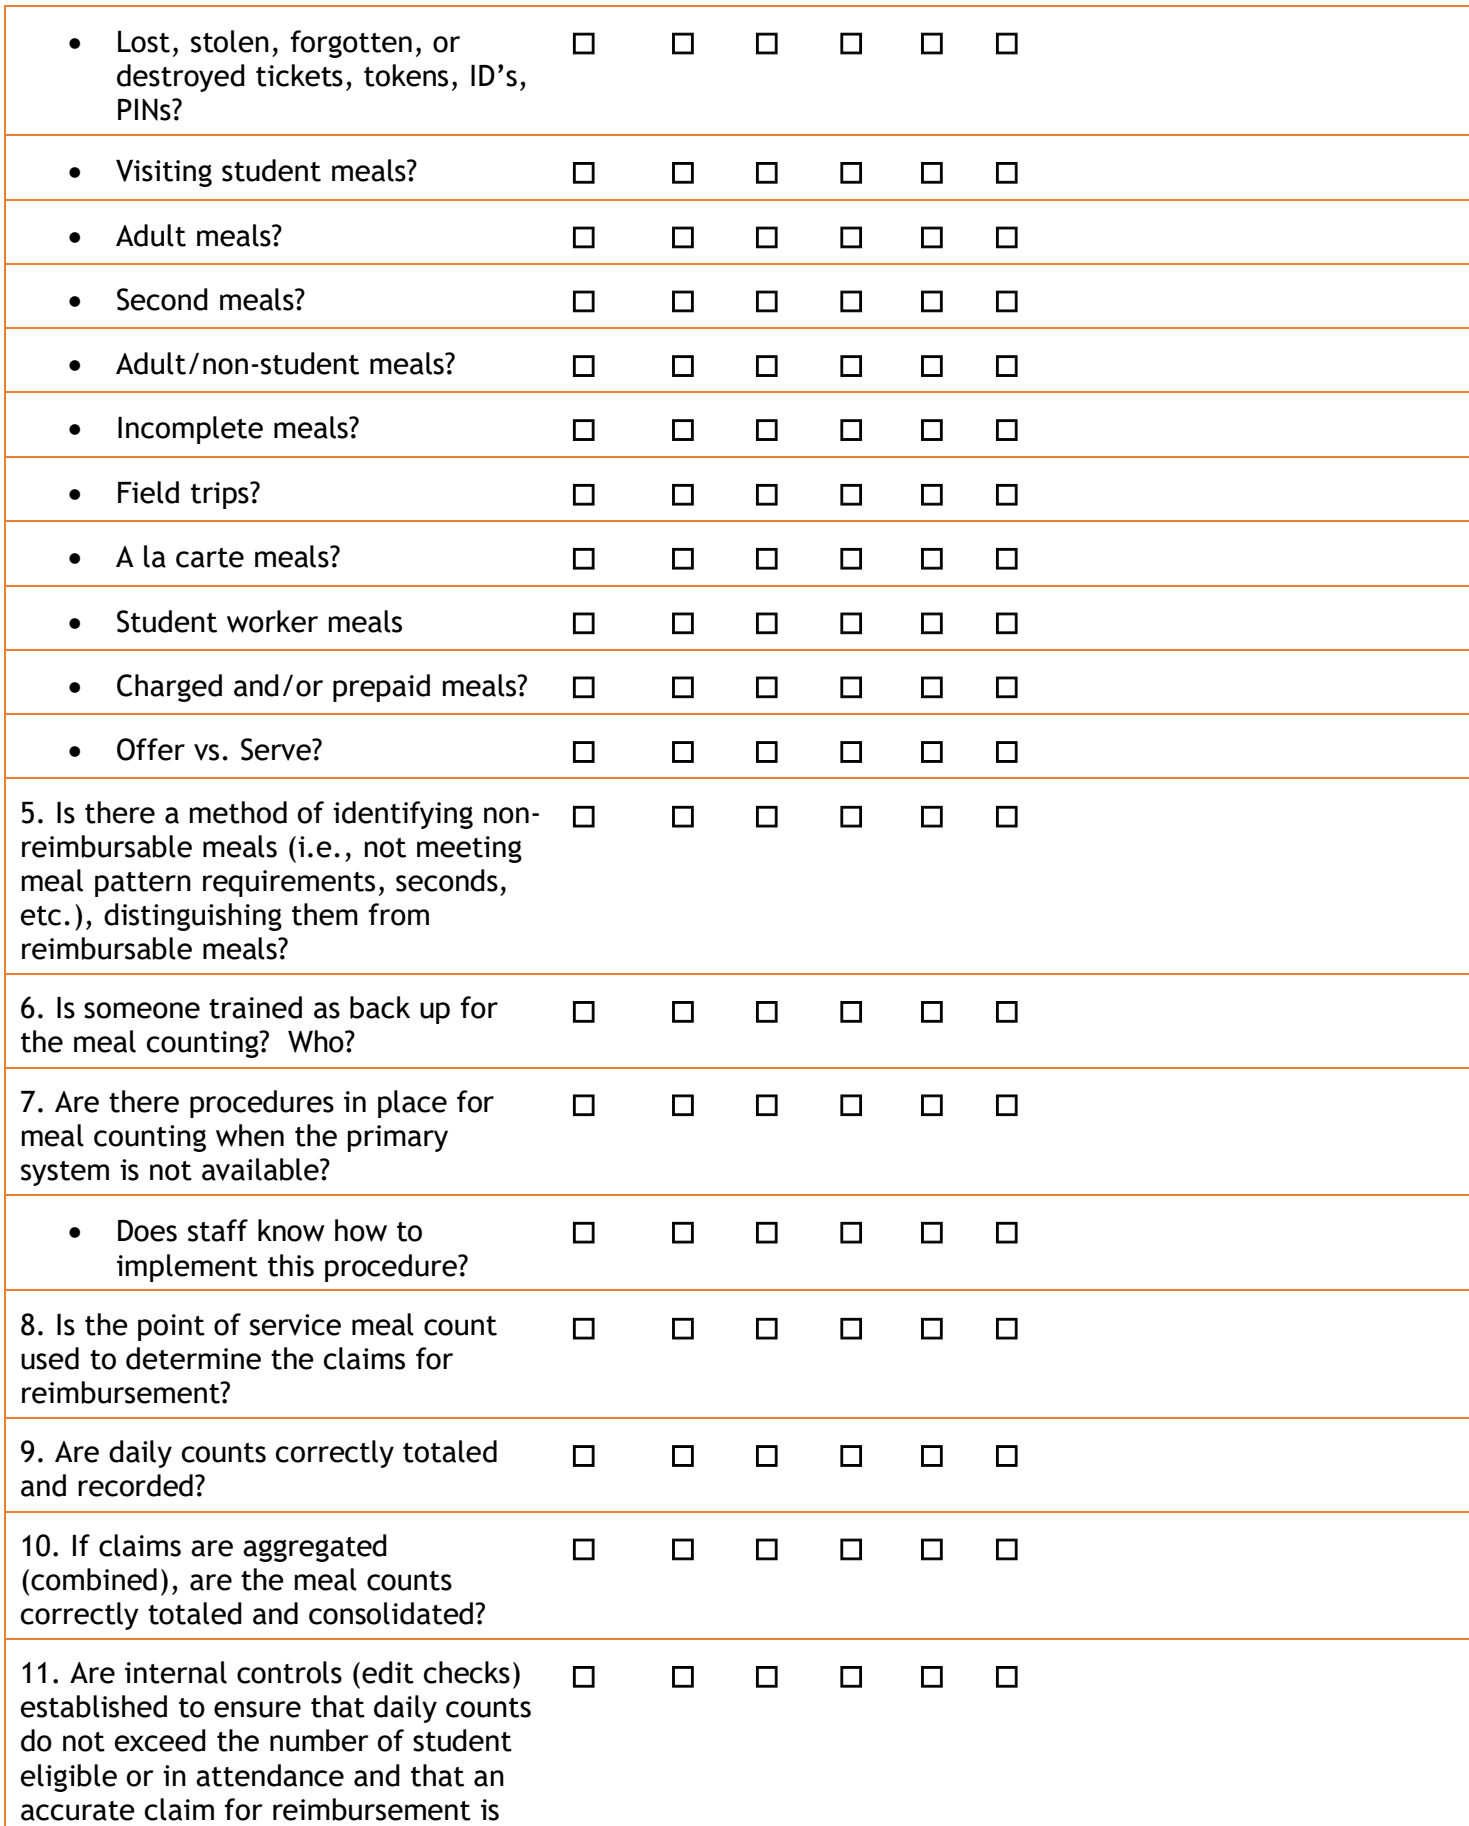 • Lost, stolen, forgotten, or ☐ ☐ ☐ ☐ ☐ ☐
destroyed tickets, tokens, ID’s,
PINs?
• Visiting student meals? ☐ ☐ ☐ ☐ ☐ ☐
• Adult meals? ☐ ☐ ☐ ☐ ☐ ☐
• Second meals? ☐ ☐ ☐ ☐ ☐ ☐
• Adult/non-student meals? ☐ ☐ ☐ ☐ ☐ ☐
• Incomplete meals? ☐ ☐ ☐ ☐ ☐ ☐
• Field trips? ☐ ☐ ☐ ☐ ☐ ☐
• A la carte meals? ☐ ☐ ☐ ☐ ☐ ☐
• Student worker meals ☐ ☐ ☐ ☐ ☐ ☐
• Charged and/or prepaid meals? ☐ ☐ ☐ ☐ ☐ ☐
• Offer vs. Serve? ☐ ☐ ☐ ☐ ☐ ☐
5. Is there a method of identifying non- ☐ ☐ ☐ ☐ ☐ ☐
reimbursable meals (i.e., not meeting
meal pattern requirements, seconds,
etc.), distinguishing them from
reimbursable meals?
6. Is someone trained as back up for ☐ ☐ ☐ ☐ ☐ ☐
the meal counting?  Who?
7. Are there procedures in place for ☐ ☐ ☐ ☐ ☐ ☐
meal counting when the primary
system is not available?
• Does staff know how to ☐ ☐ ☐ ☐ ☐ ☐
implement this procedure?
8. Is the point of service meal count ☐ ☐ ☐ ☐ ☐ ☐
used to determine the claims for
reimbursement?
9. Are daily counts correctly totaled ☐ ☐ ☐ ☐ ☐ ☐
and recorded?
10. If claims are aggregated ☐ ☐ ☐ ☐ ☐ ☐
(combined), are the meal counts
correctly totaled and consolidated?
11. Are internal controls (edit checks) ☐ ☐ ☐ ☐ ☐ ☐
established to ensure that daily counts
do not exceed the number of student
eligible or in attendance and that an
accurate claim for reimbursement is